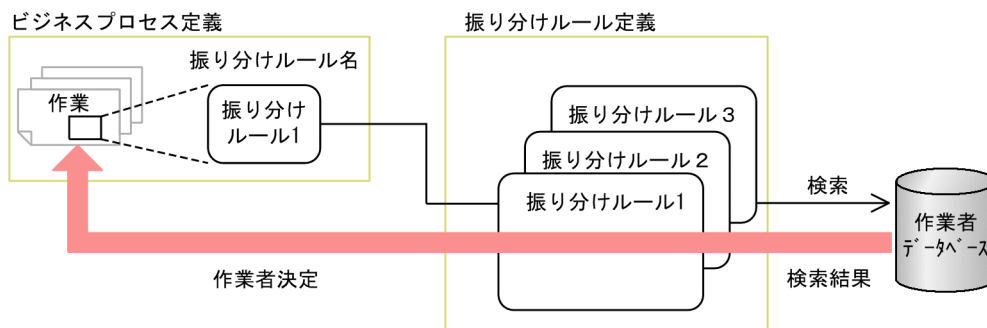 ビジネスプロセス定義
振り分けルール定義
振り分けルール名
作業
振り分け
ルール1
振り分けルール3
振り分けルール2
振り分けルール1
検索
作業者
ﾃﾞｰﾀﾍﾞｰｽ
作業者決定
検索結果